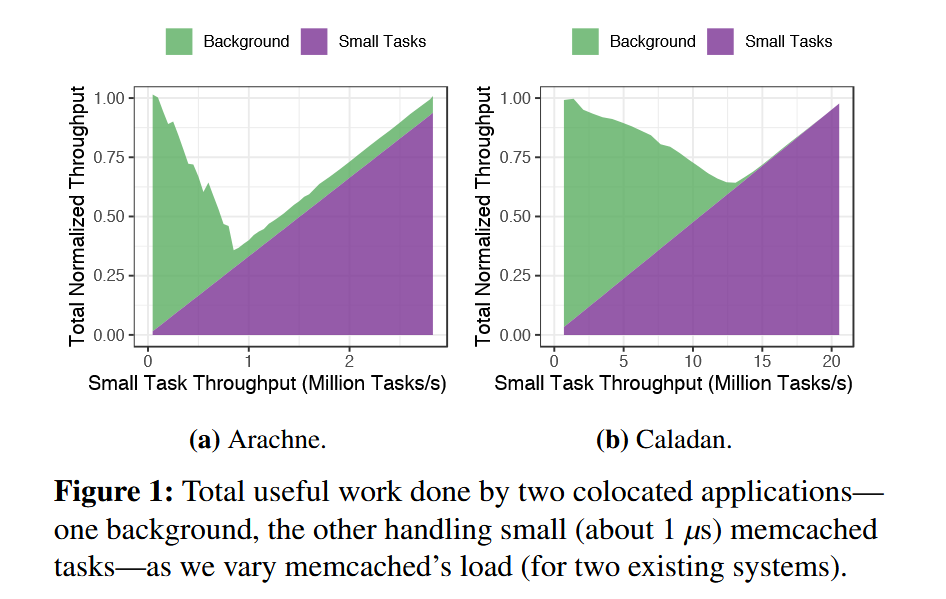 Background Small Tasks
Background Small Tasks
Total Normalized Throughput
1.00
0.75
0.50
0.25
0.00
0 1 2
Small Task Throughput (Million Tasks/s)
Total Normalized Throughput
1.00
0.75
0.50
0.25
0.00
0 5 10 15 20
Small Task Throughput (Million Tasks/s)
(a) Arachne.
(b) Caladan.
Figure 1: Total useful work done by two colocated applications—
one background, the other handling small (about 1 μs) memcached
tasks—as we vary memcached’s load (for two existing systems).